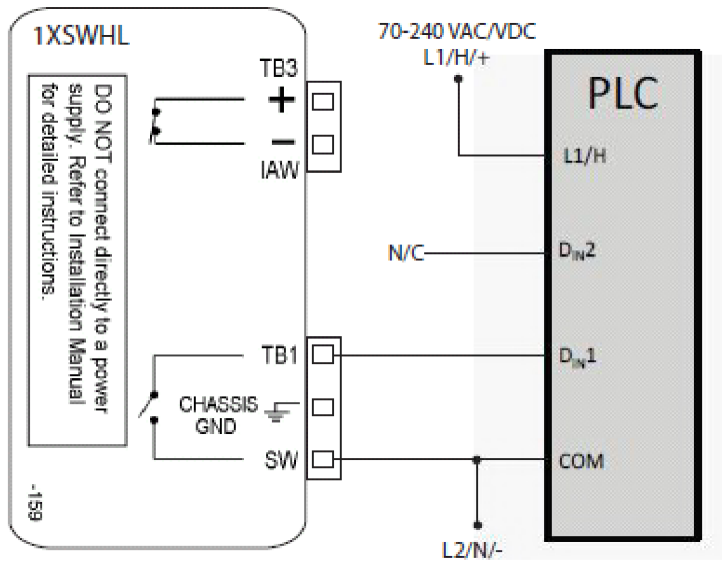 1XSWHL
DO NOT connect directly to a power
supply. Refer to Installation Manual
for detailed instructions.
-159
TB3
+
−
IAW
TB1
CHASSIS
GND
SW
70-240 VAC/VDC
L1/H/+
N/C
L2/N/-
PLC
L1/H
DIN2
DIN1
COM